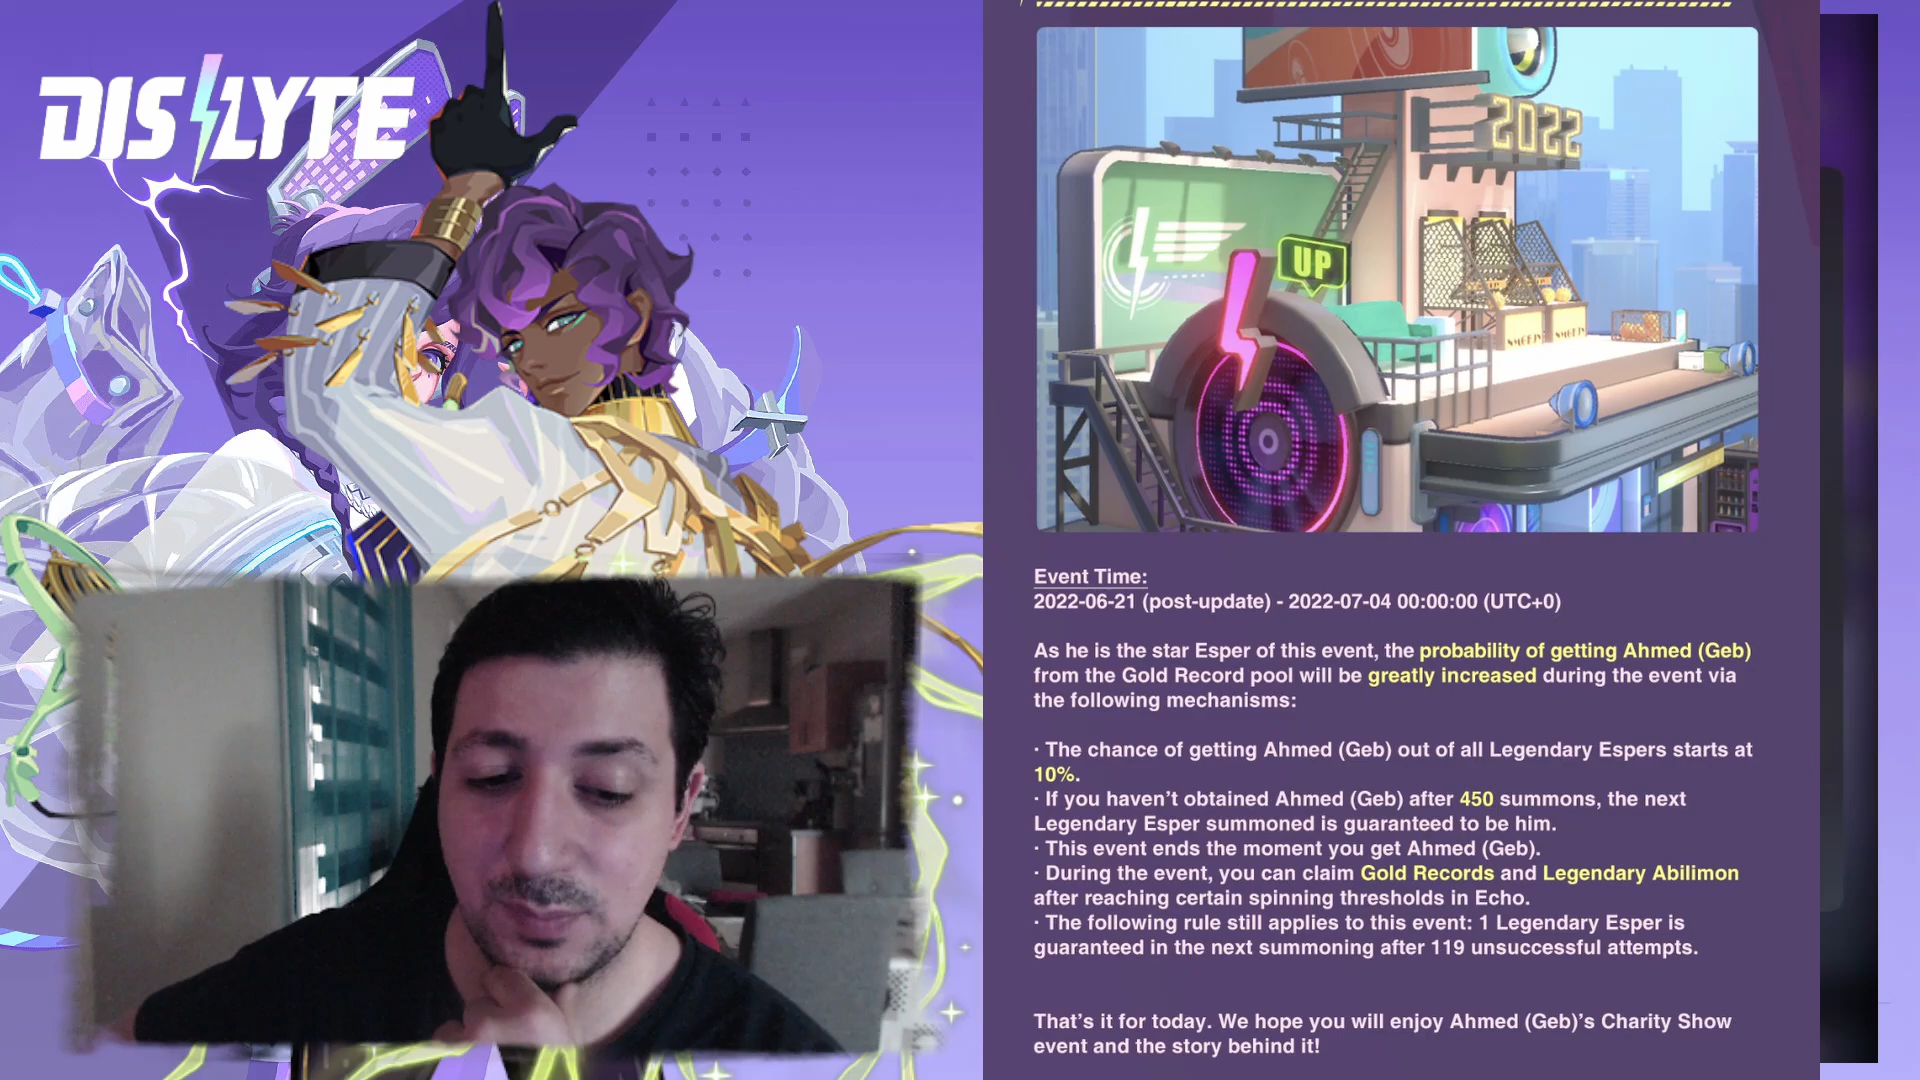 DISLYTE
2022
UP
Event Time:
2022-06-21 (post-update) - 2022-07-04 00:00:00 (UTC+0)
As he is the star Esper of this event, the probability of getting Ahmed (Geb)
from the Gold Record pool will be greatly increased during the event via
the following mechanisms:
· The chance of getting Ahmed (Geb) out of all Legendary Espers starts at
10%.
· If you haven’t obtained Ahmed (Geb) after 450 summons, the next
Legendary Esper summoned is guaranteed to be him.
· This event ends the moment you get Ahmed (Geb).
· During the event, you can claim Gold Records and Legendary Abilimon
after reaching certain spinning thresholds in Echo.
· The following rule still applies to this event: 1 Legendary Esper is
guaranteed in the next summoning after 119 unsuccessful attempts.
That’s it for today. We hope you will enjoy Ahmed (Geb)’s Charity Show
event and the story behind it!